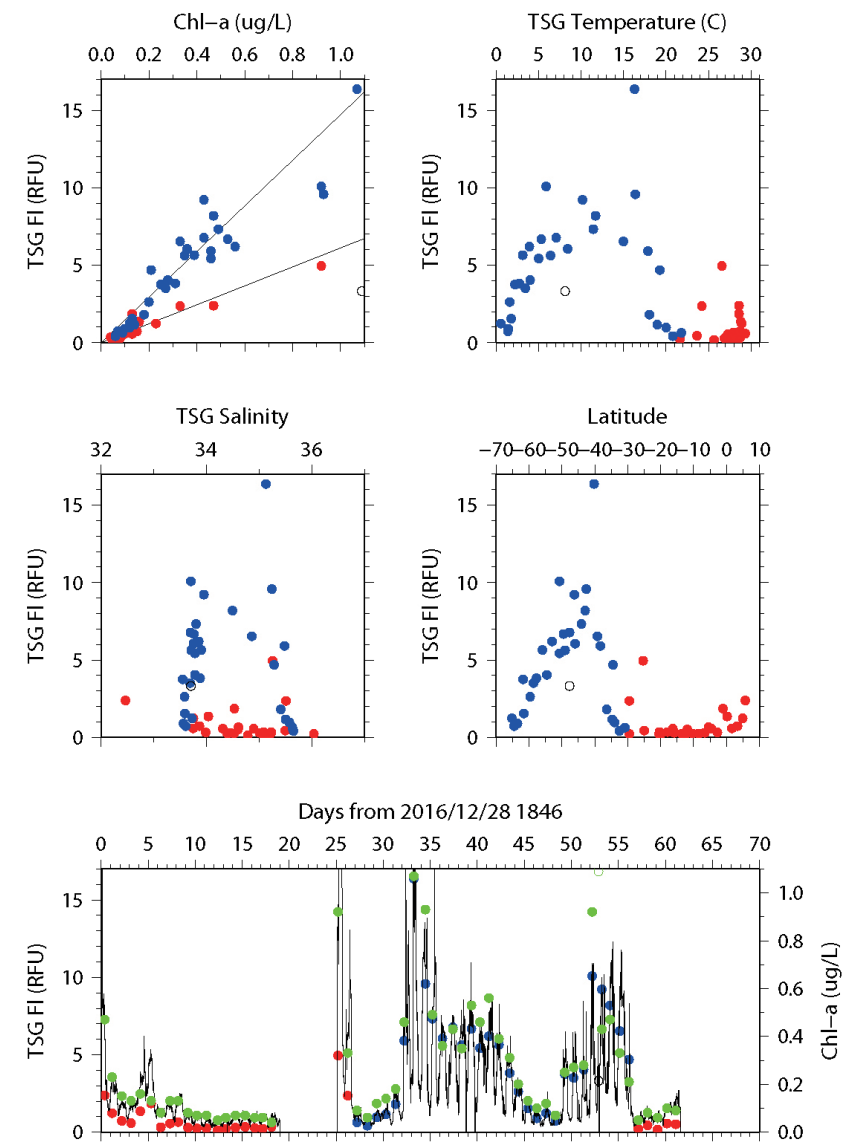 Chl−a (ug/L)
0.0 0.2 0.4 0.6 0.8 1.0
TSG FI (RFU)
15
10
5
0
TSG Temperature (C)
0 5 10 15 20 25 30
TSG FI (RFU)
15
10
5
0
TSG Salinity
32 34 36
TSG FI (RFU)
15
10
5
0
Latitude
−70−60−50−40−30−20−10 0 10
TSG FI (RFU)
15
10
5
0
Days from 2016/12/28 1846
0 5 10 15 20 25 30 35 40 45 50 55 60 65 70
TSG FI (RFU)
15
10
5
0
1.0
0.8
0.6
0.4
0.2
0.0
Chl−a (ug/L)